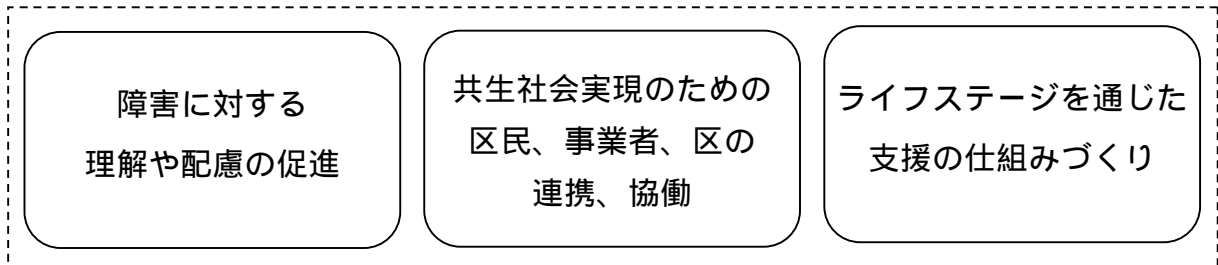 障害に対する
理解や配慮の促進
共生社会実現のための
区民、事業者、区の
連携、協働
ライフステージを通じた
支援の仕組みづくり